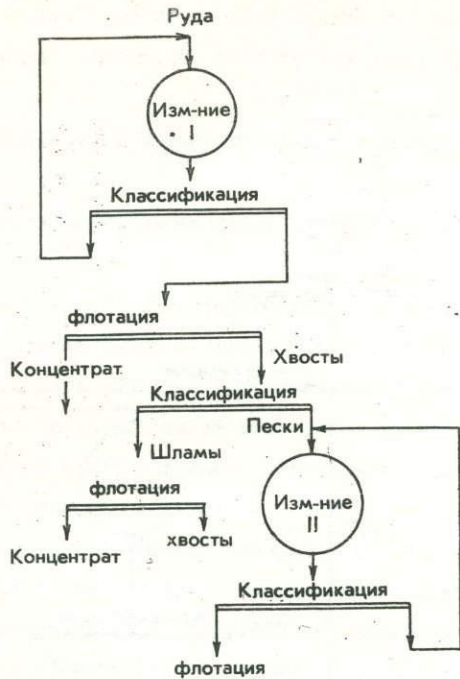 Руда
Изм-ние
I
Классификация
флотация
Концентрат
Хвосты
Классификация
Шламы
Пески
флотация
Концентрат
хвосты
Изм-ние
II
Классификация
флотация